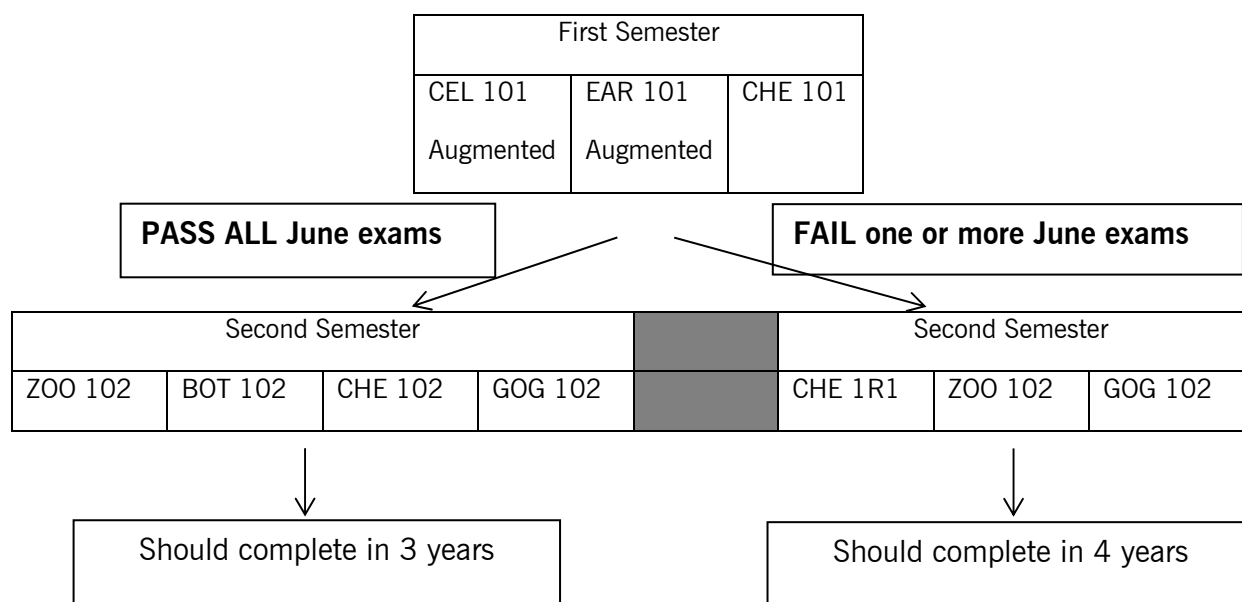 First Semester
CEL 101 EAR 101 CHE 101
Augmented Augmented
PASS ALL June exams FAIL one or more June exams
Second Semester Second Semester
ZOO 102 BOT 102 CHE 102 GOG 102 CHE 1R1 ZOO 102 GOG 102
Should complete in 3 years Should complete in 4 years